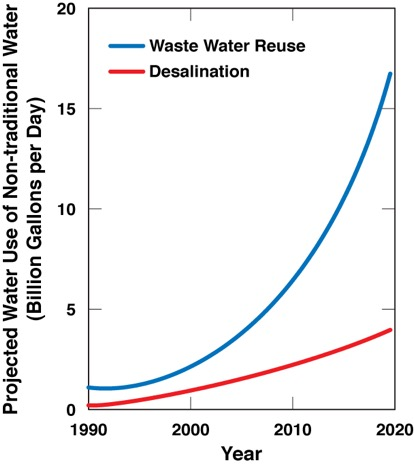 Projected Water Use of Non-traditional Water
(Billion Gallons per Day)
20
15
10
5
0
Waste Water Reuse
Desalination
1990
2000
2010
2020
Year